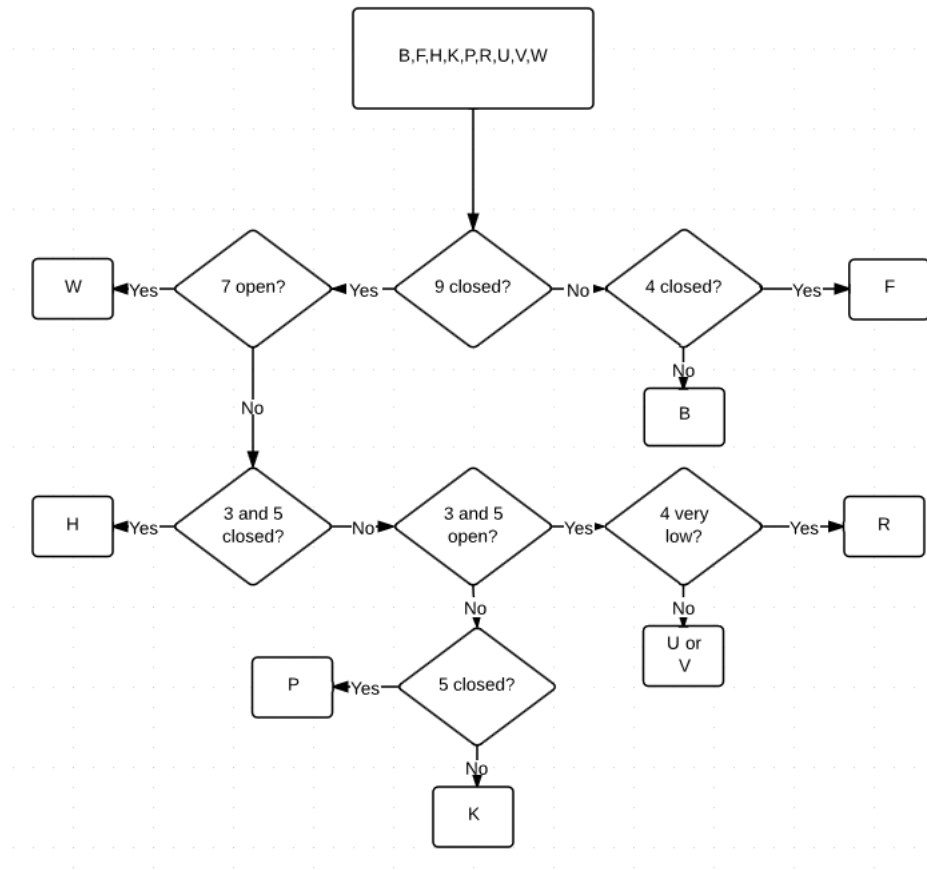 B,F,H,K,P,R,U,V,W
W
Yes
7 open?
Yes
9 closed?
No
4 closed?
Yes
F
No
B
No
H
Yes
3 and 5
closed?
No
3 and 5
open?
Yes
4 very
low?
Yes
R
No
No
U or
V
P
Yes
5 closed?
No
K